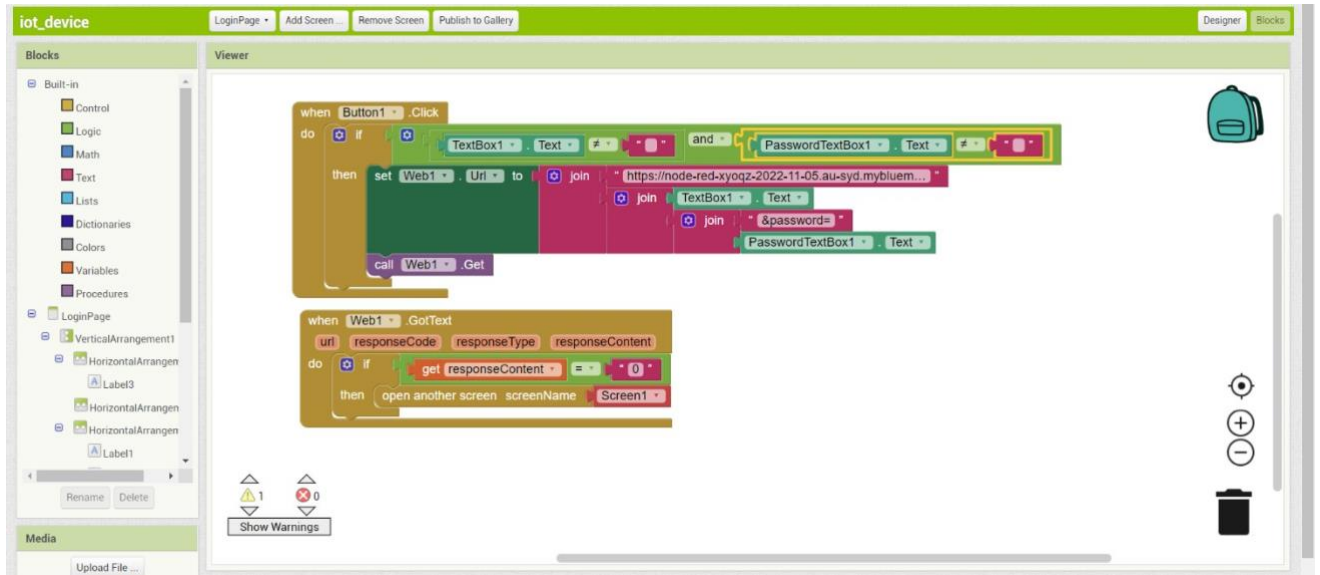 iot_device LoginPage Add Screen ... Remove Screen Publish to Gallery Designer Blocks
Blocks
Viewer
Built-in
Control
Logic
Math
Text
Lists
Dictionaries
Colors
Variables
Procedures
LoginPage
VerticalArrangement1
HorizontalArrangen
Label3
HorizontalArrangen
HorizontalArrangen
Label1
Rename Delete
Media
Upload File ...
when Button1 .Click
do if TextBox1 . Text ≠ " " and PasswordTextBox1 . Text ≠ " "
then set Web1 . Url to join " https://node-red-xyoqz-2022-11-05.au-syd.mybluem... "
join TextBox1 . Text
join " &password= "
PasswordTextBox1 . Text
call Web1 .Get
when Web1 .GotText
url responseCode responseType responseContent
do if get responseContent = " 0 "
then open another screen screenName Screen1
1 0
Show Warnings